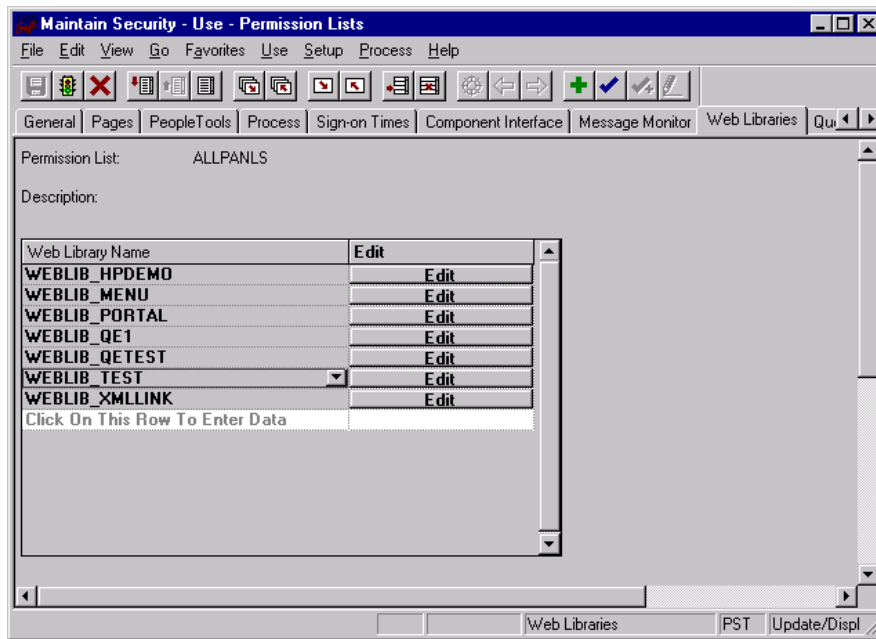 Maintain Security - Use - Permission Lists
File Edit View Go Favorites Use Setup Process Help
General Pages PeopleTools Process Sign-on Times Component Interface Message Monitor Web Libraries
Permission List: ALLPANLS
Description:
Web Library Name Edit
WEBLIB_HPDEMO Edit
WEBLIB_MENU Edit
WEBLIB_PORTAL Edit
WEBLIB_QE1 Edit
WEBLIB_QETEST Edit
WEBLIB_TEST Edit
WEBLIB_XMLLINK Edit
Click On This Row To Enter Data
Web Libraries PST Update/Displ